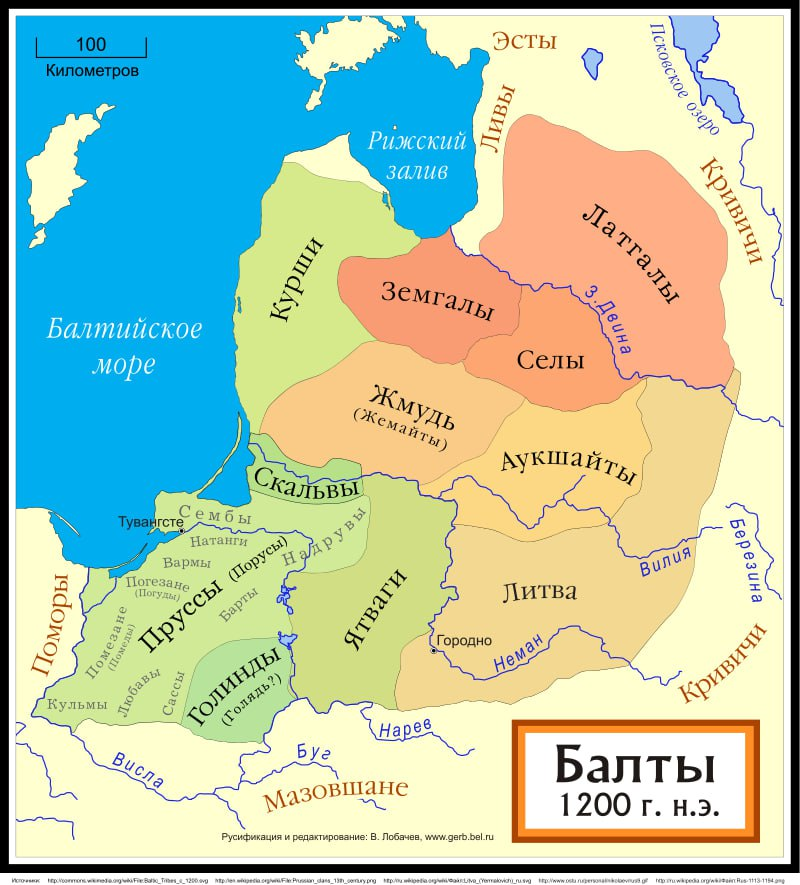 100
Километров
Эсты
Псковское озеро
Ливы
Рижский
залив
Кривичи
Латгалы
Курши
Земгалы
З.Двина
Балтийское
море
Селы
Жмудь
(Жемайты)
Аукшайты
Скальвы
Сембы
Тувангсте
Натанги
Надрувы
Вармы
Пруссы (Порусы)
Погезане
(Погуды)
Барты
Помезане
(Помеды)
Поморы
Ятваги
Литва
Вилия
Березина
Городно
Неман
Кривичи
Голинды
(Голядь?)
Любавы
Сассы
Кульмы
Нарев
Висла
Буг
Мазовшане
Балты
1200 г. н.э.
Русификация и редактирование: В. Лобачев, www.gerb.bel.ru